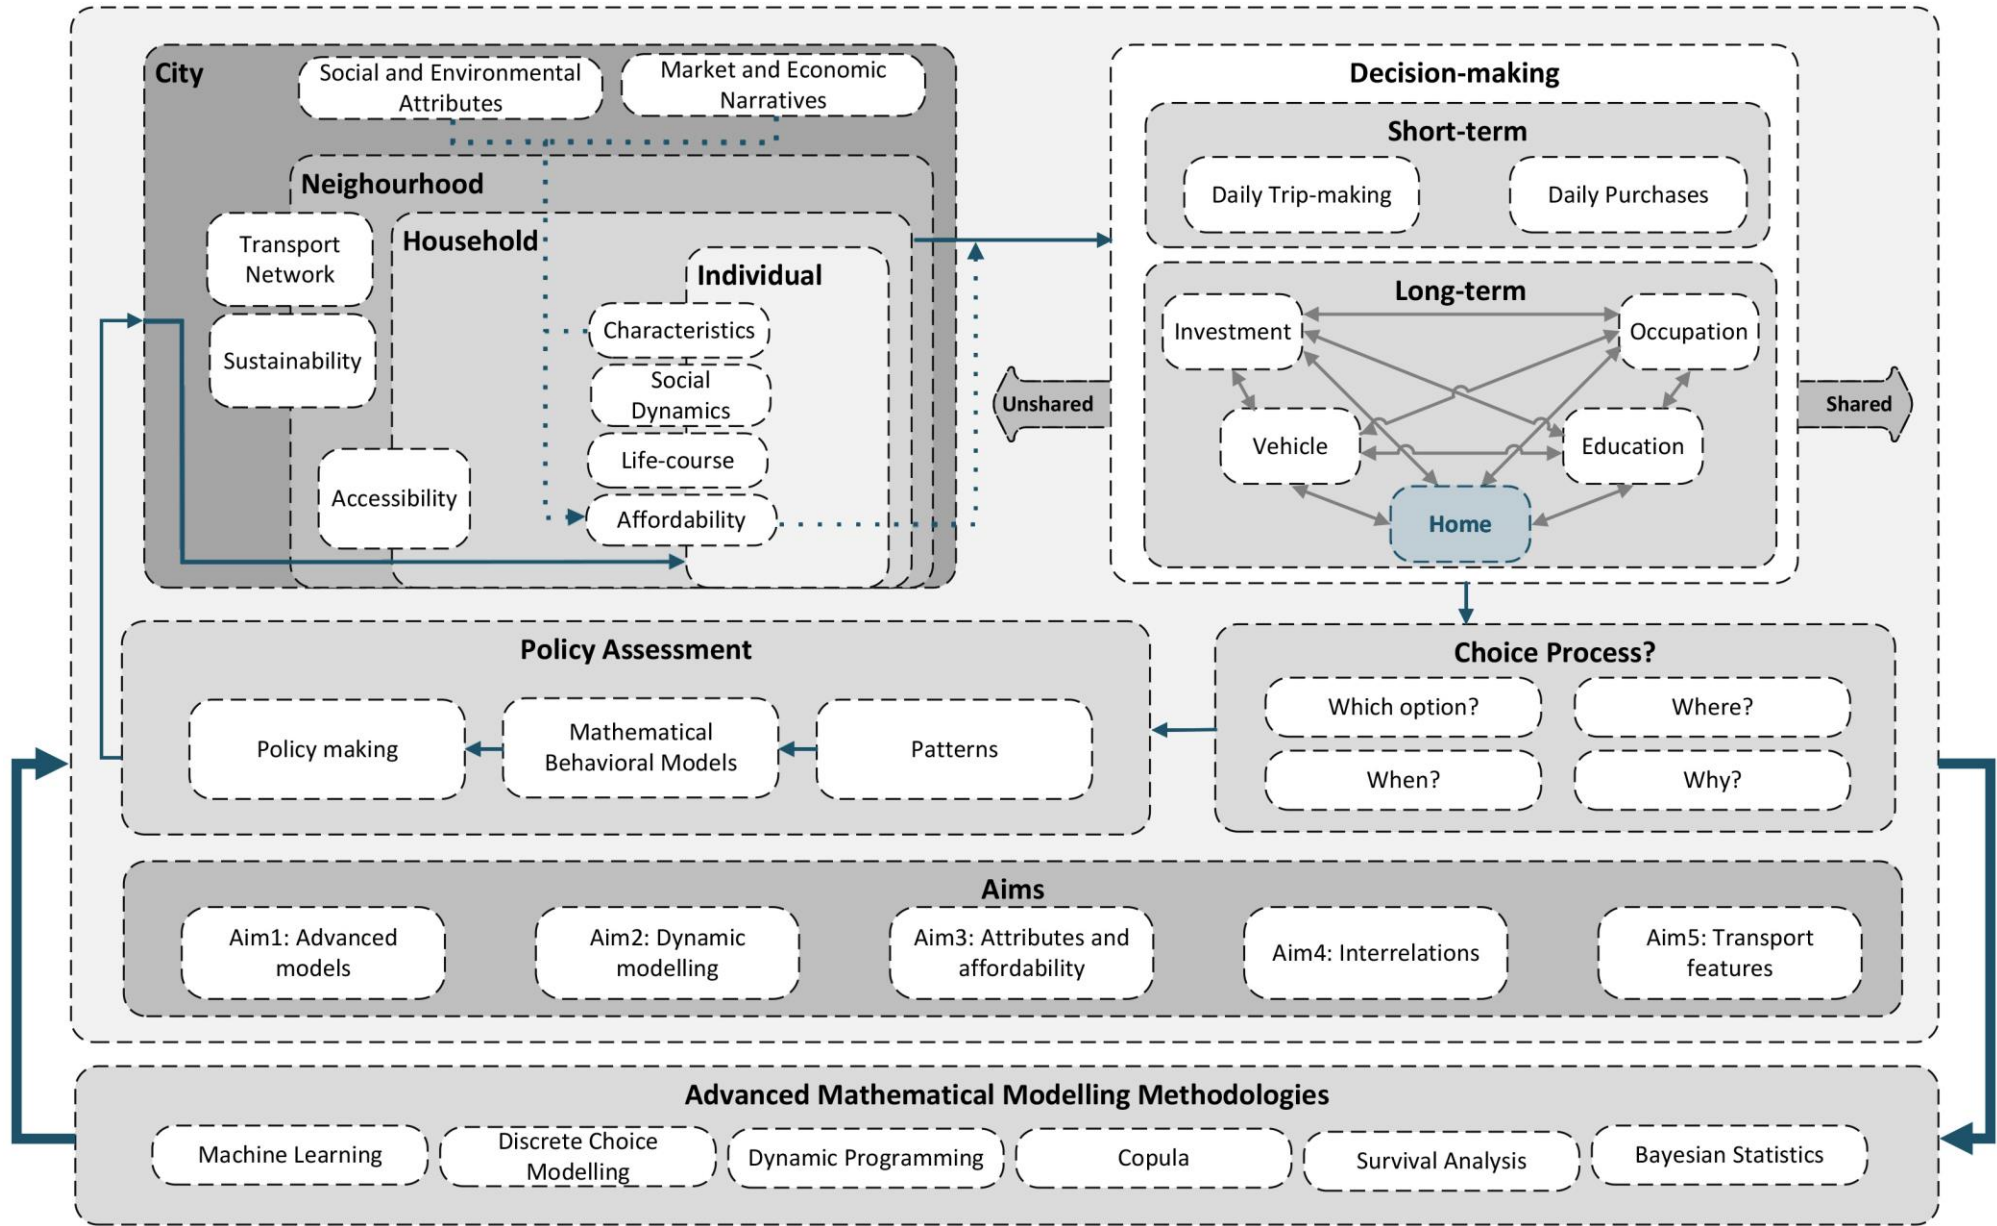 City
Social and Environmental
Attributes
Market and Economic
Narratives
Neighourhood
Transport
Network
Household
Individual
Sustainability
Characteristics
Social
Dynamics
Life-course
Accessibility
Affordability
Decision-making
Short-term
Daily Trip-making
Daily Purchases
Long-term
Investment
Occupation
Unshared
Shared
Vehicle
Education
Home
Policy Assessment
Policy making
Mathematical
Behavioral Models
Patterns
Choice Process?
Which option?
Where?
When?
Why?
Aims
Aim1: Advanced
models
Aim2: Dynamic
modelling
Aim3: Attributes and
affordability
Aim4: Interrelations
Aim5: Transport
features
Advanced Mathematical Modelling Methodologies
Machine Learning
Discrete Choice
Modelling
Dynamic Programming
Copula
Survival Analysis
Bayesian Statistics